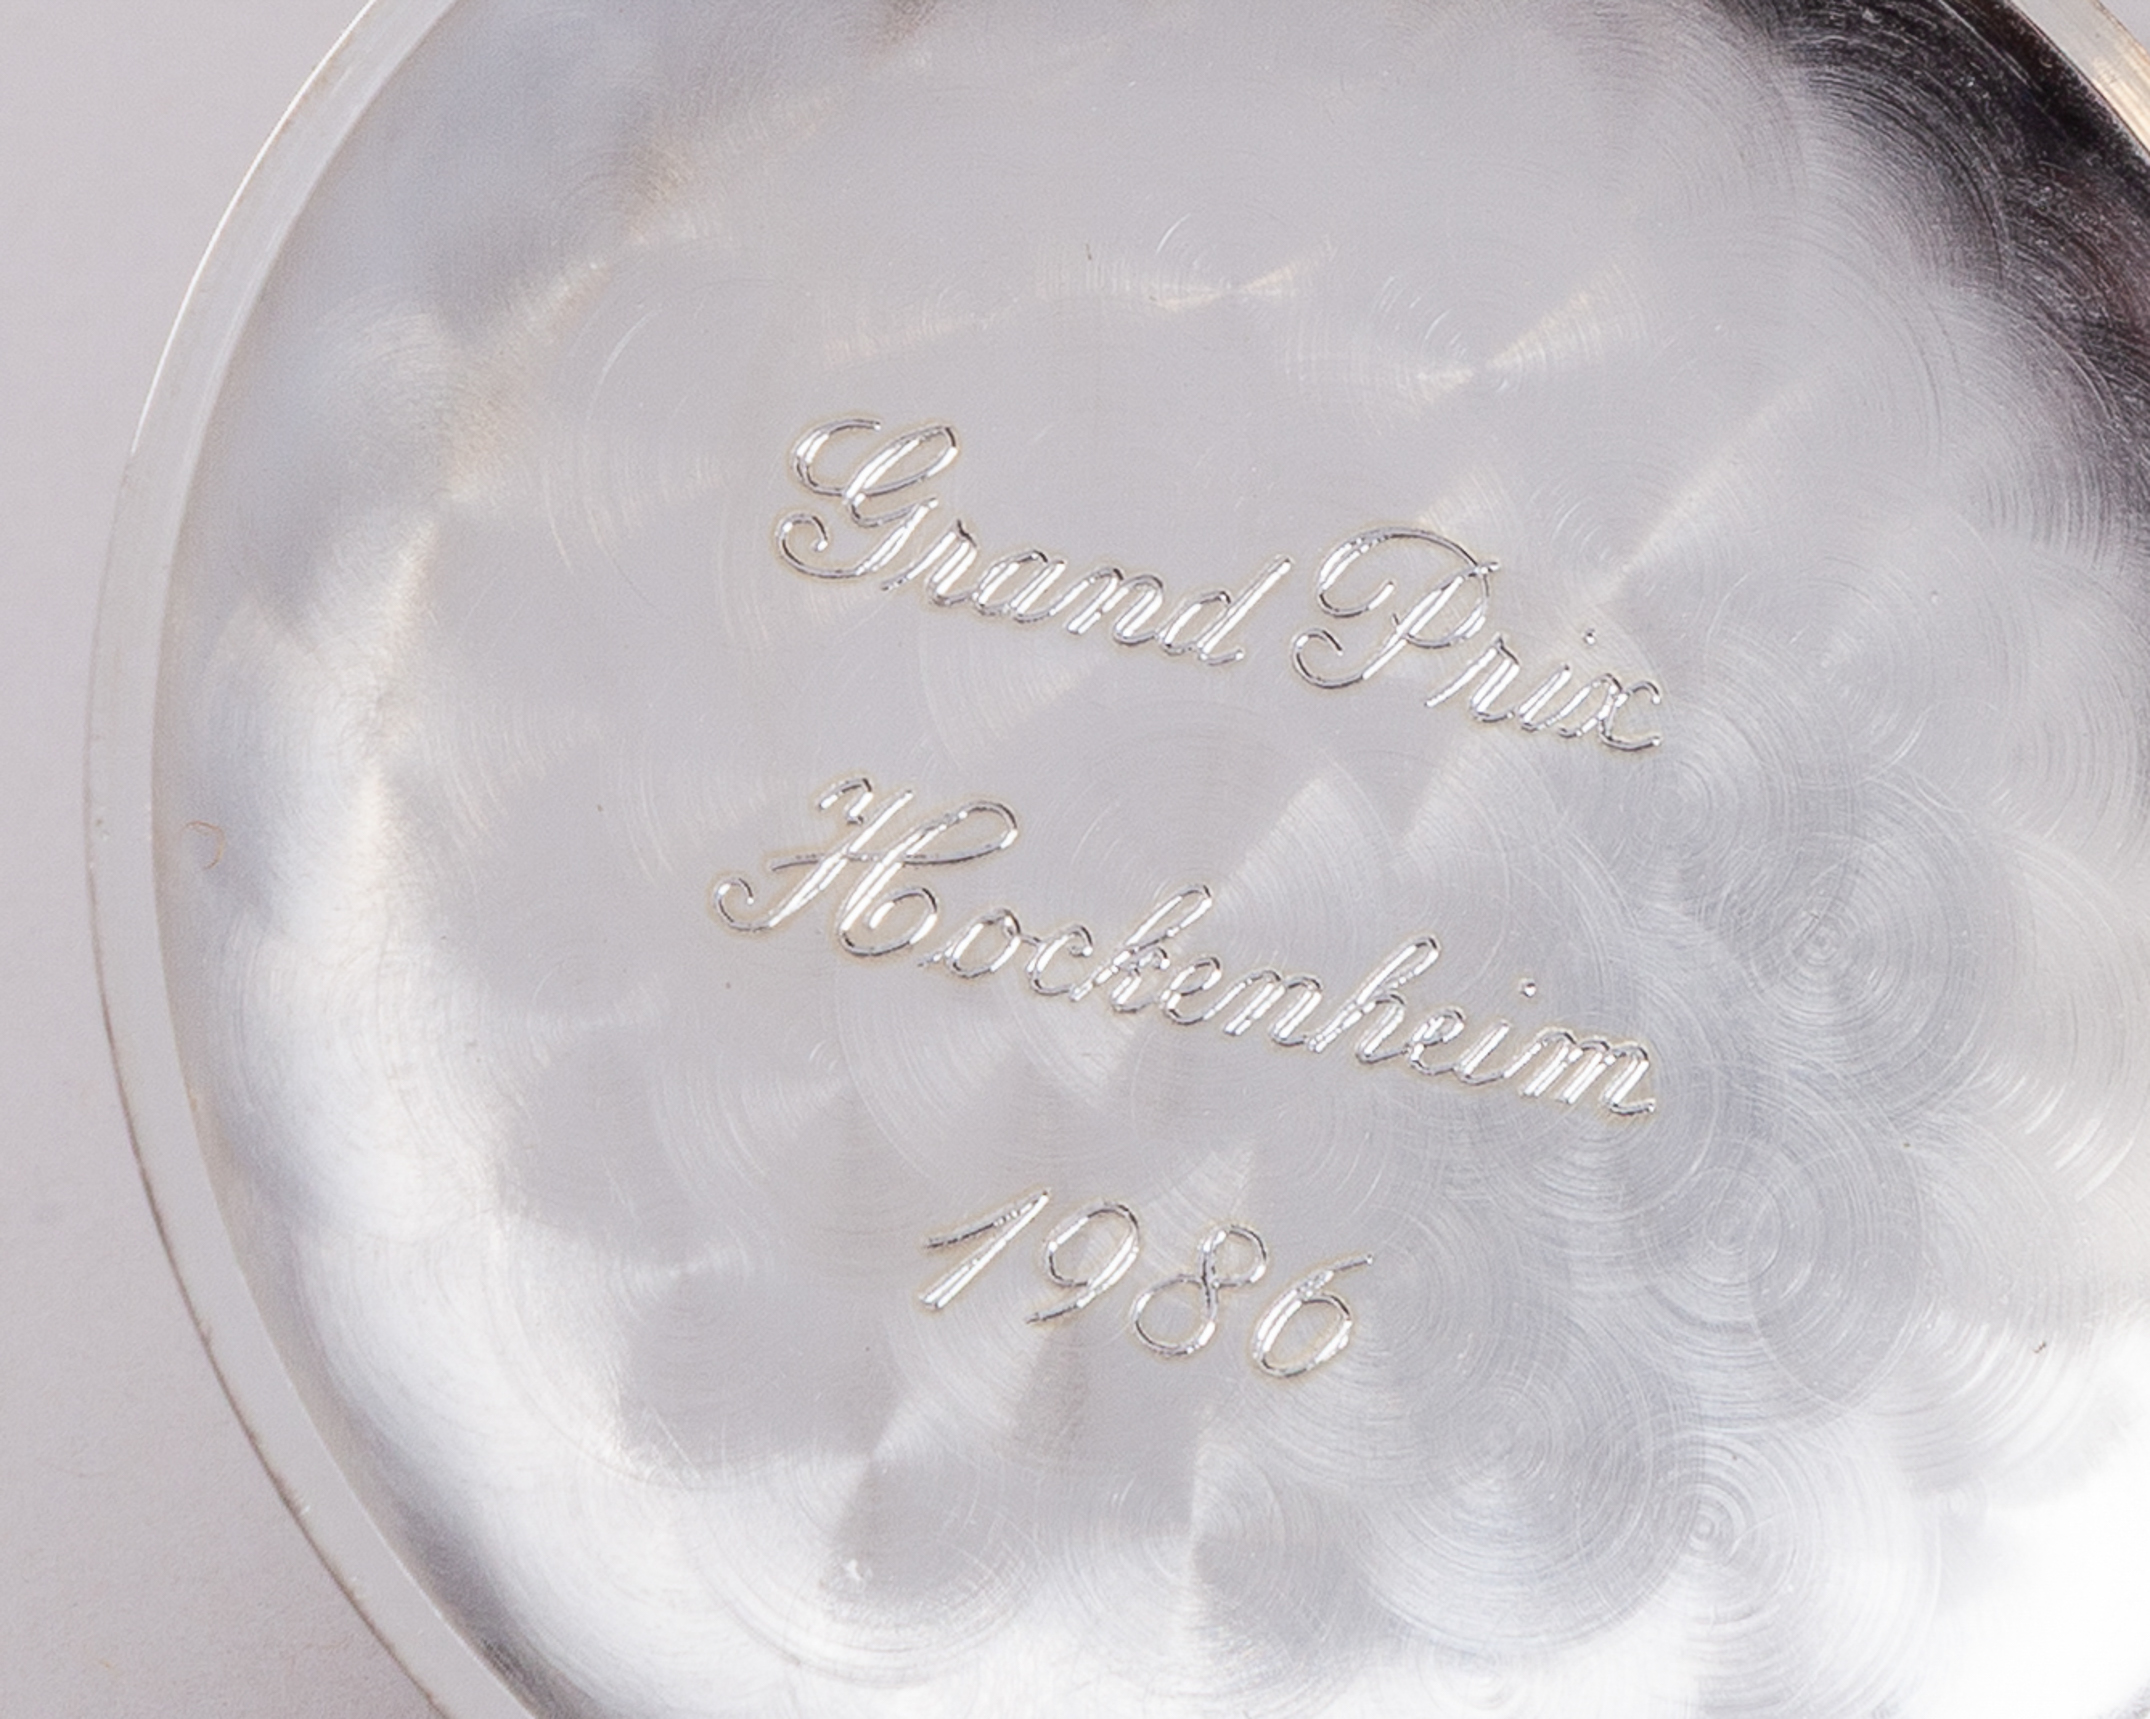 Grand Prix
Hockenheim
1986